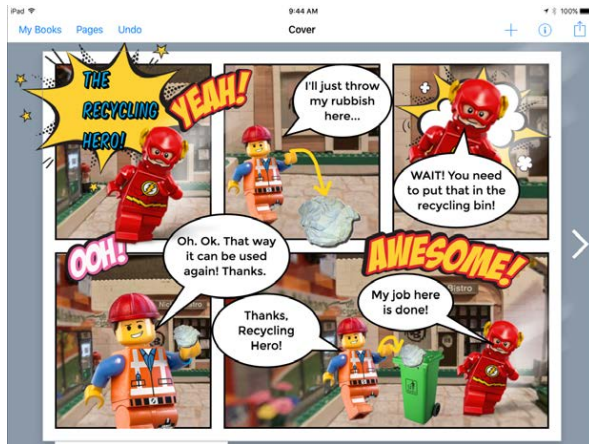 iPad
9:44 AM
100%
My Books Pages Undo
Cover
THE
RECYCLING
HERO!
YEAH!
I'll just throw
my rubbish
here...
WAIT! You need
to put that in the
recycling bin!
OOH!
Oh. Ok. That way
it can be used
again! Thanks.
Thanks,
Recycling
Hero!
AWESOME!
My job here
is done!
Bistro